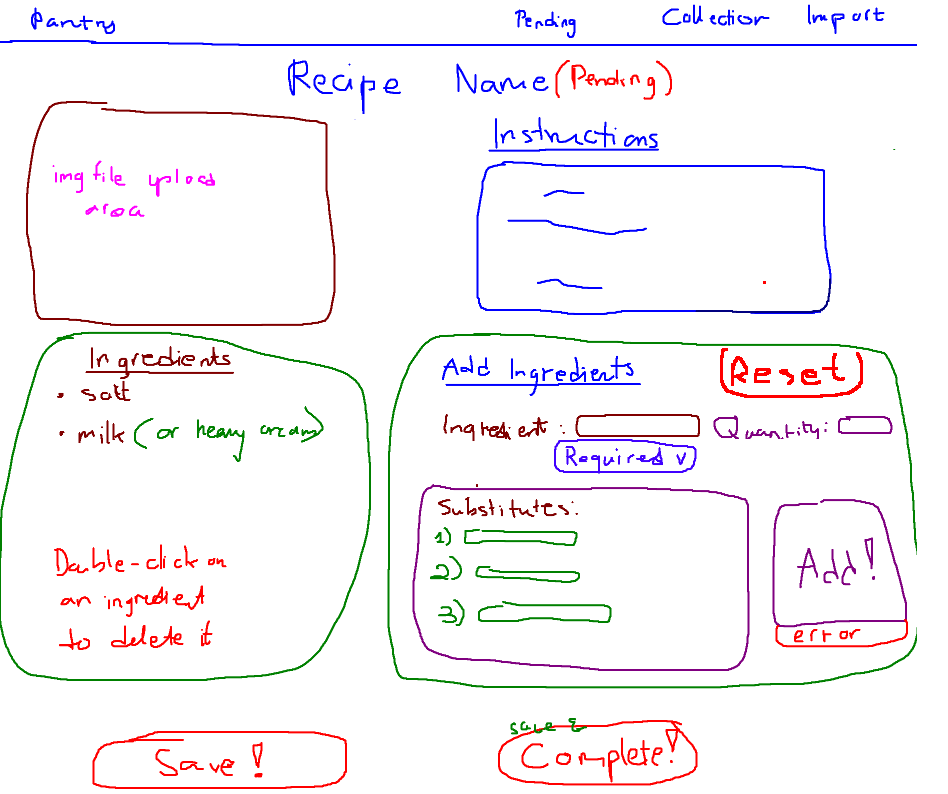 Pantry Pending Collection Import
Recipe Name (Pending)
img file upload
area
Instructions
Ingredients
• salt
• milk (or heavy cream)
Double-click on
an ingredient
to delete it
Add Ingredients
Reset
Ingredient: Quantity:
Required v
Substitutes:
1)
2)
3)
Add!
error
Save!
save &
Complete!